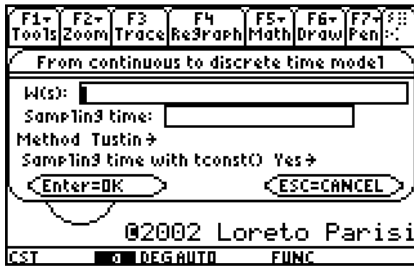 F1▾ F2▾ F3 F4 F5▾ F6▾ F7▾
Tools Zoom Trace ReGraph Math Draw Pen
From continuous to discrete time model
W(s):
Sampling time:
Method Tustin→
Sampling time with tconst() Yes→
Enter=OK ESC=CANCEL
©2002 Loreto Parisi
CST DEG AUTO FUNC